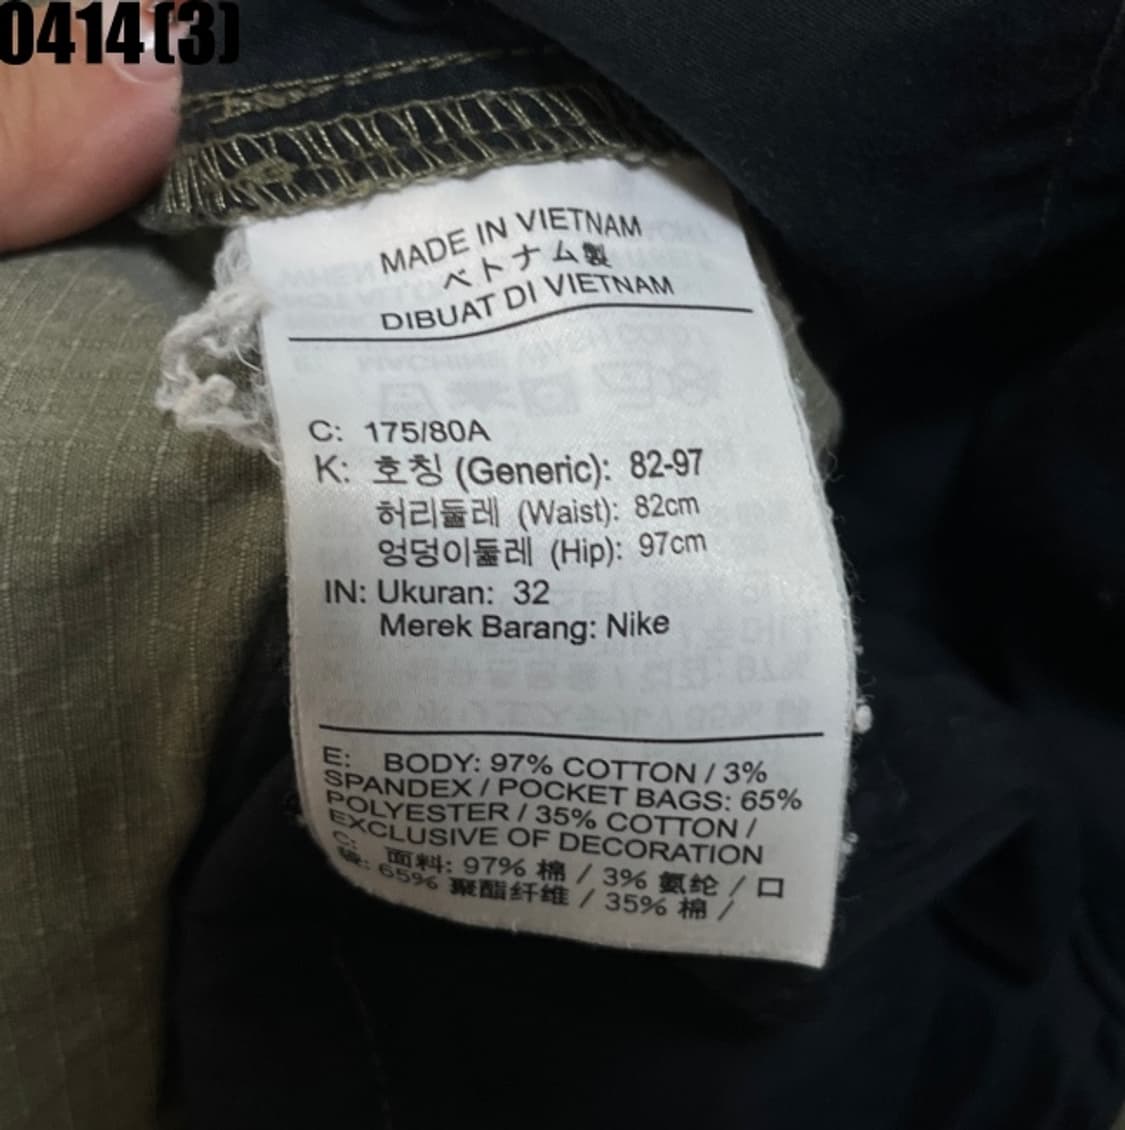 0414(3)
MADE IN VIETNAM
ベトナム製
DIBUAT DI VIETNAM
C: 175/80A
K: 호칭 (Generic): 82-97
허리둘레 (Waist): 82cm
엉덩이둘레 (Hip): 97cm
IN: Ukuran: 32
Merek Barang: Nike
E: BODY: 97% COTTON / 3%
SPANDEX / POCKET BAGS: 65%
POLYESTER / 35% COTTON /
EXCLUSIVE OF DECORATION
C: 面料: 97% 棉 / 3% 氨纶 / 口
袋: 65% 聚酯纤维 / 35% 棉 /